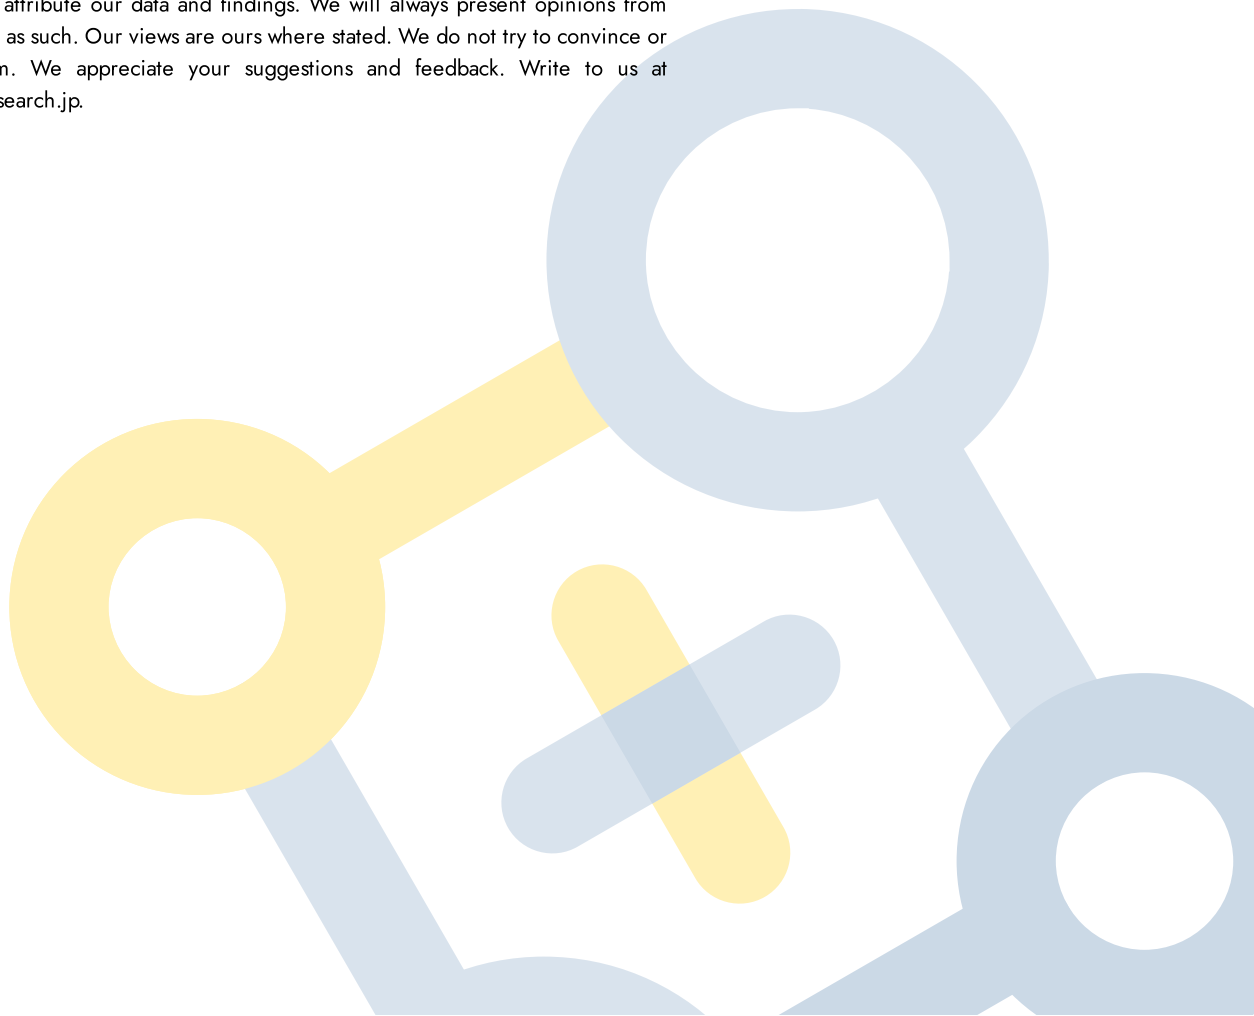 attribute our data and findings. We will always present opinions from
as such. Our views are ours where stated. We do not try to convince or
We appreciate your suggestions and feedback. Write to us at
search.jp.